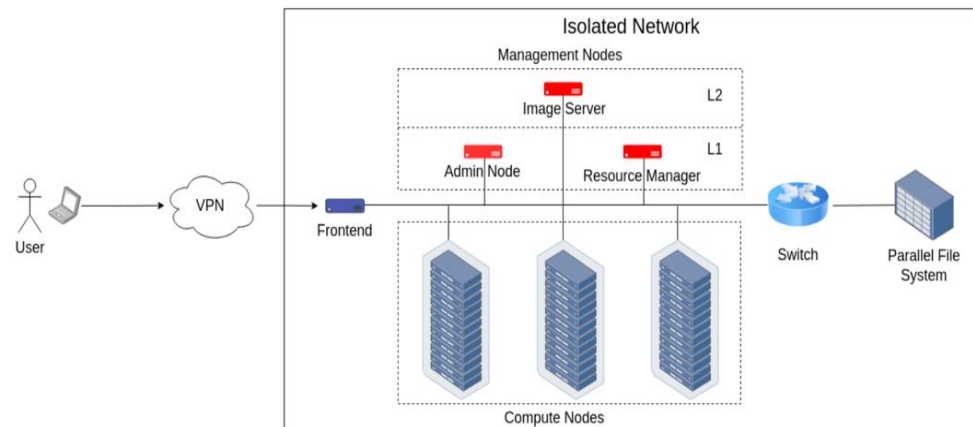 Isolated Network
Management Nodes
L2
Image Server
L1
Admin Node
Resource Manager
VPN
User
Frontend
Switch
Parallel File
System
Compute Nodes